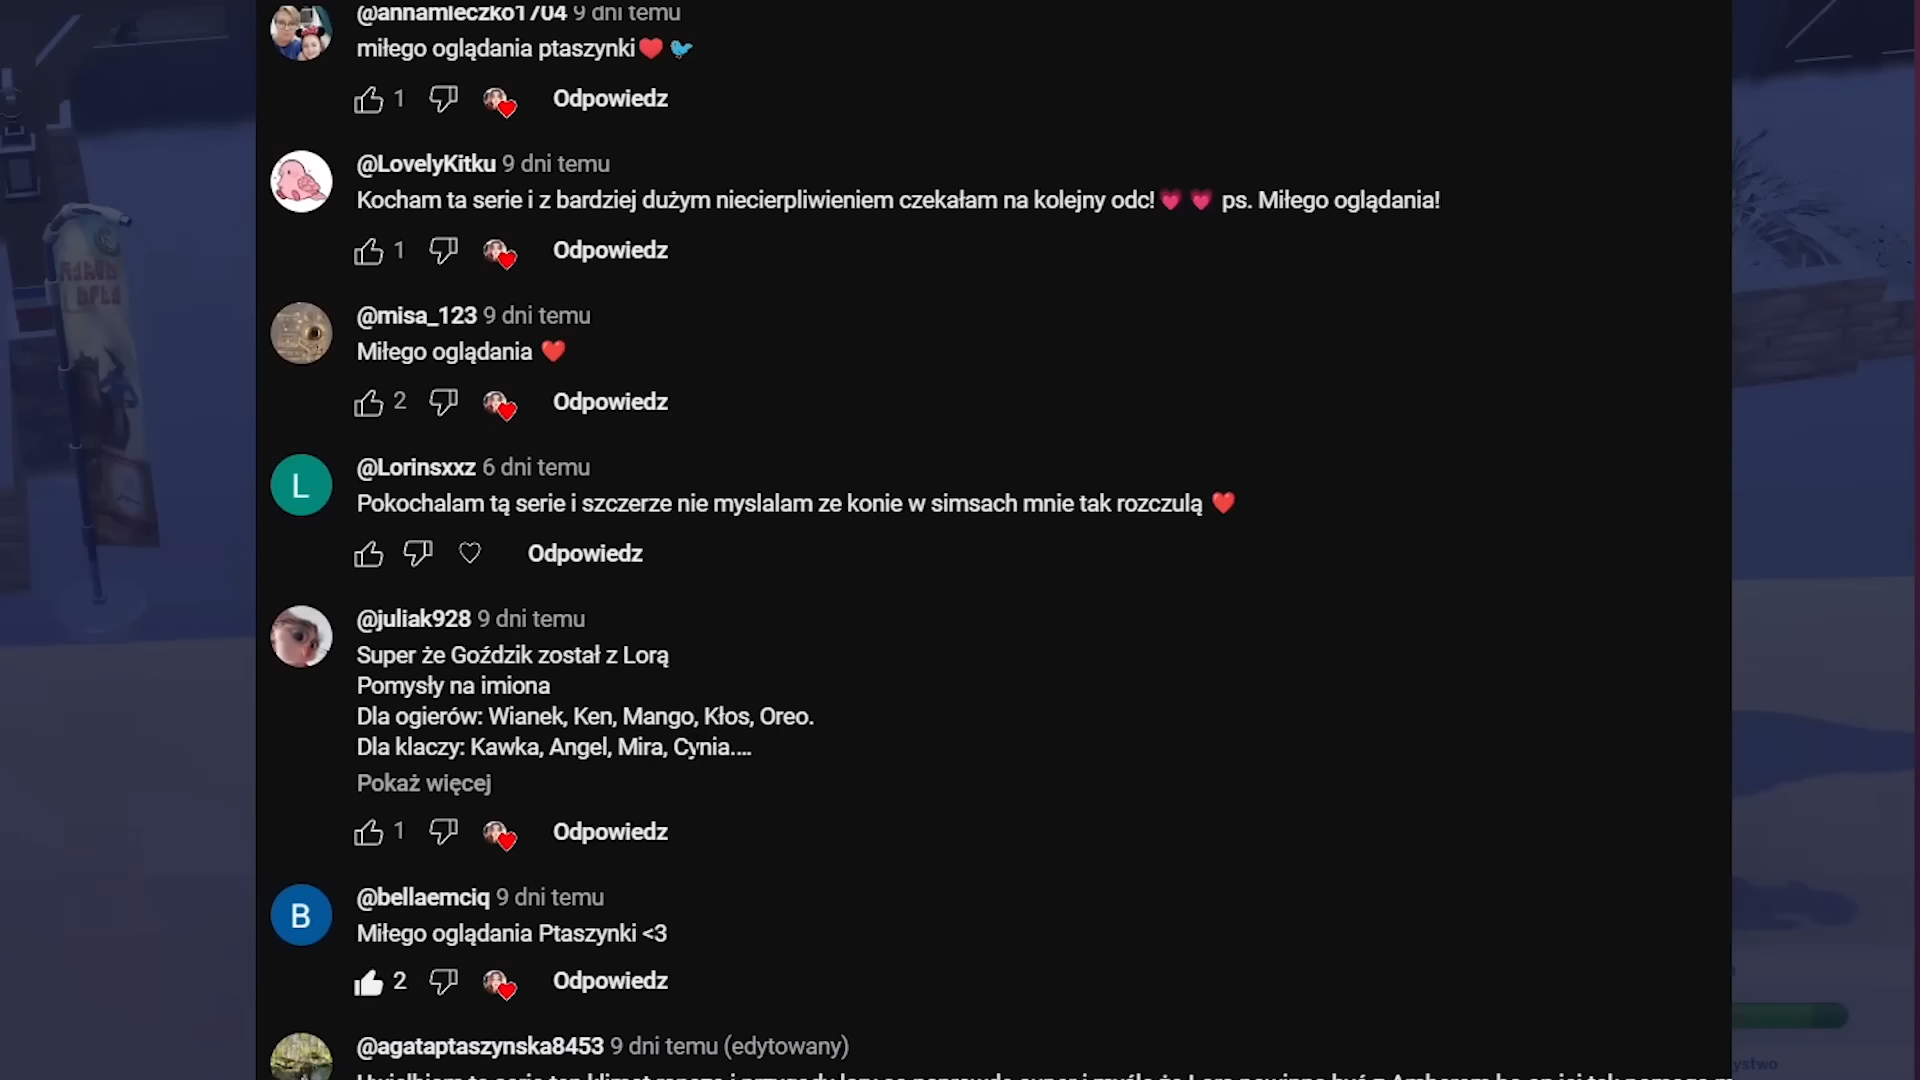 @annamleczko1704 9 dni temu
miłego oglądania ptaszynki❤️🐦
1 Odpowiedz
@LovelyKitku 9 dni temu
Kocham ta serie i z bardziej dużym niecierpliwieniem czekałam na kolejny odc!💗💗 ps. Miłego oglądania!
1 Odpowiedz
@misa_123 9 dni temu
Miłego oglądania ❤️
2 Odpowiedz
L
@Lorinsxxz 6 dni temu
Pokochalam tą serie i szczerze nie myslalam ze konie w simsach mnie tak rozczulą ❤️
Odpowiedz
@juliak928 9 dni temu
Super że Goździk został z Lorą
Pomysły na imiona
Dla ogierów: Wianek, Ken, Mango, Kłos, Oreo.
Dla klaczy: Kawka, Angel, Mira, Cynia....
Pokaż więcej
1 Odpowiedz
B
@bellaemciq 9 dni temu
Miłego oglądania Ptaszynki <3
2 Odpowiedz
@agataptaszynska8453 9 dni temu (edytowany)